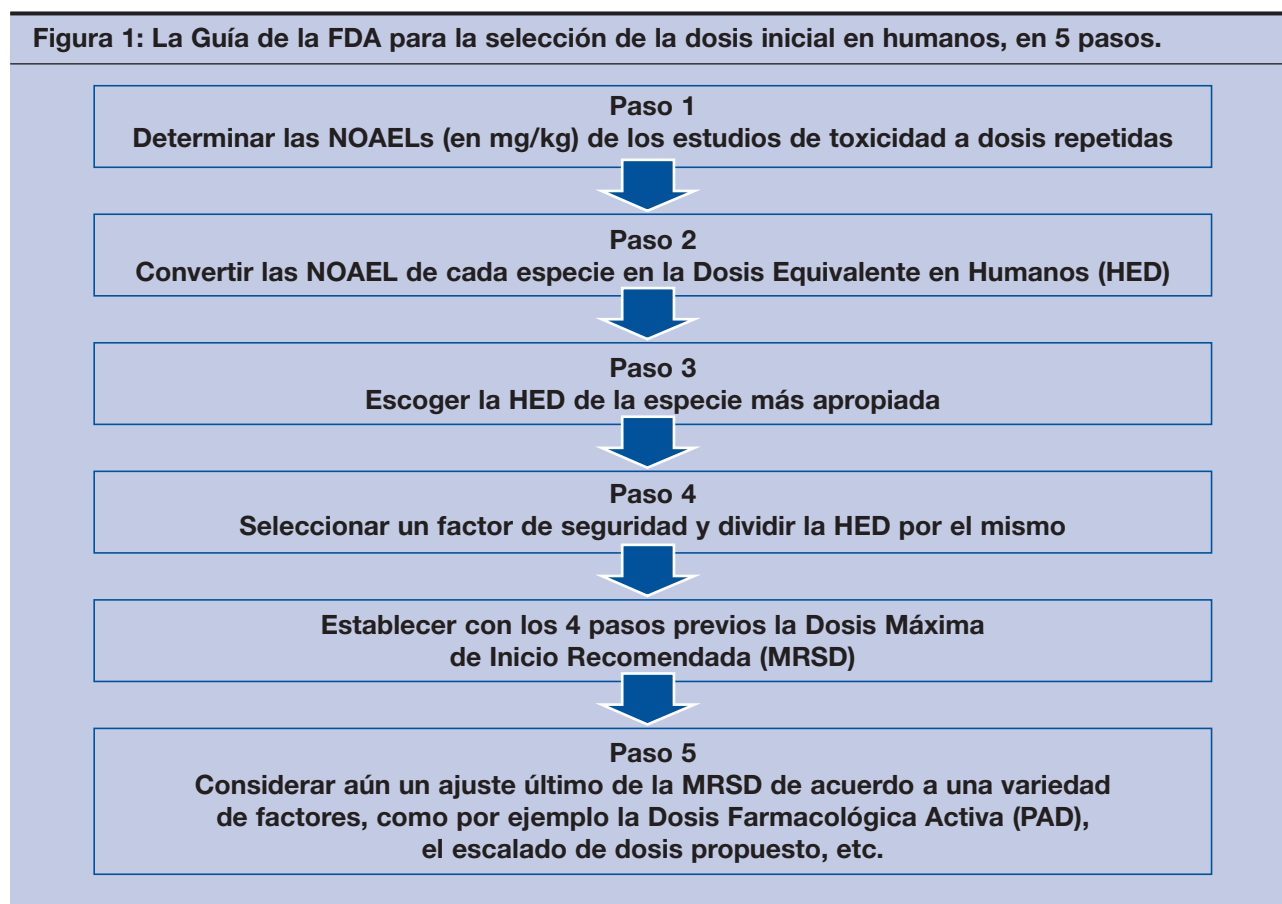 Figura 1: La Guía de la FDA para la selección de la dosis inicial en humanos, en 5 pasos.
Paso 1
Determinar las NOAELs (en mg/kg) de los estudios de toxicidad a dosis repetidas
Paso 2
Convertir las NOAEL de cada especie en la Dosis Equivalente en Humanos (HED)
Paso 3
Escoger la HED de la especie más apropiada
Paso 4
Seleccionar un factor de seguridad y dividir la HED por el mismo
Establecer con los 4 pasos previos la Dosis Máxima
de Inicio Recomendada (MRSD)
Paso 5
Considerar aún un ajuste último de la MRSD de acuerdo a una variedad
de factores, como por ejemplo la Dosis Farmacológica Activa (PAD),
el escalado de dosis propuesto, etc.